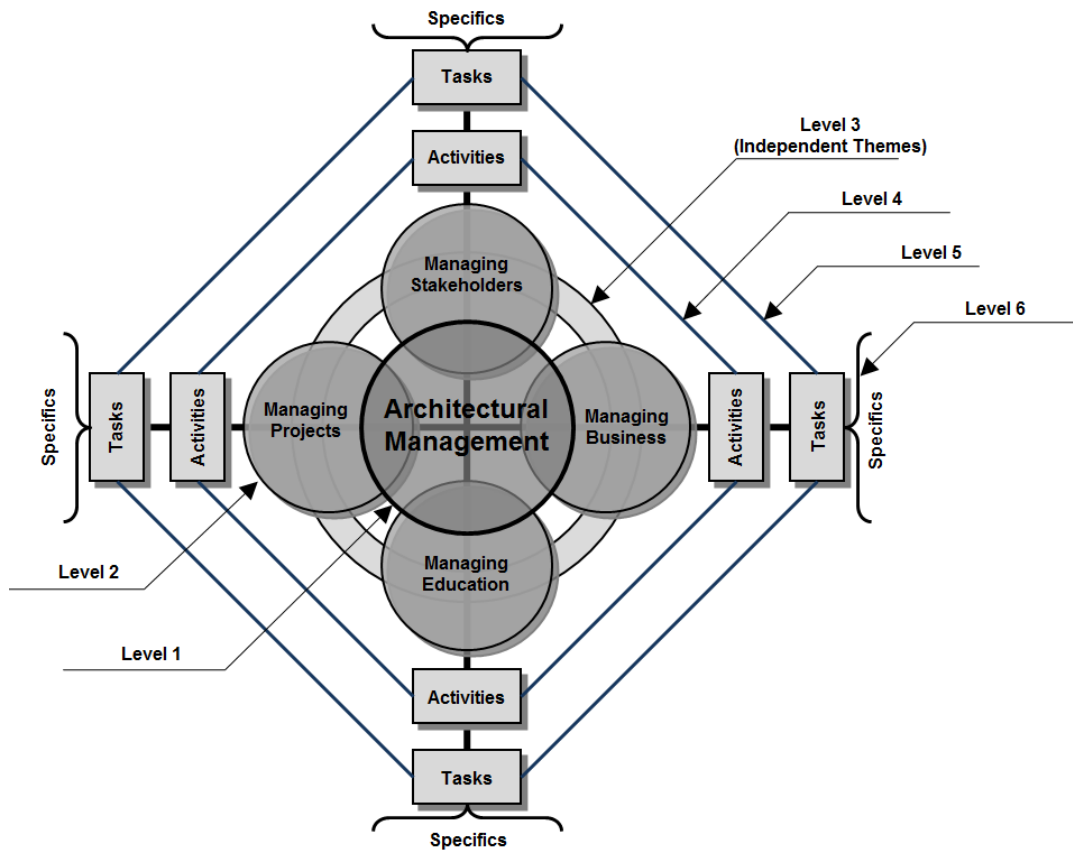 Specifics
Tasks
Activities
Level 3
(Independent Themes)
Level 4
Level 5
Level 6
Managing
Stakeholders
Specifics
Tasks
Activities
Managing
Projects
Architectural
Management
Managing
Business
Activities
Tasks
Specifics
Managing
Education
Level 2
Level 1
Activities
Tasks
Specifics